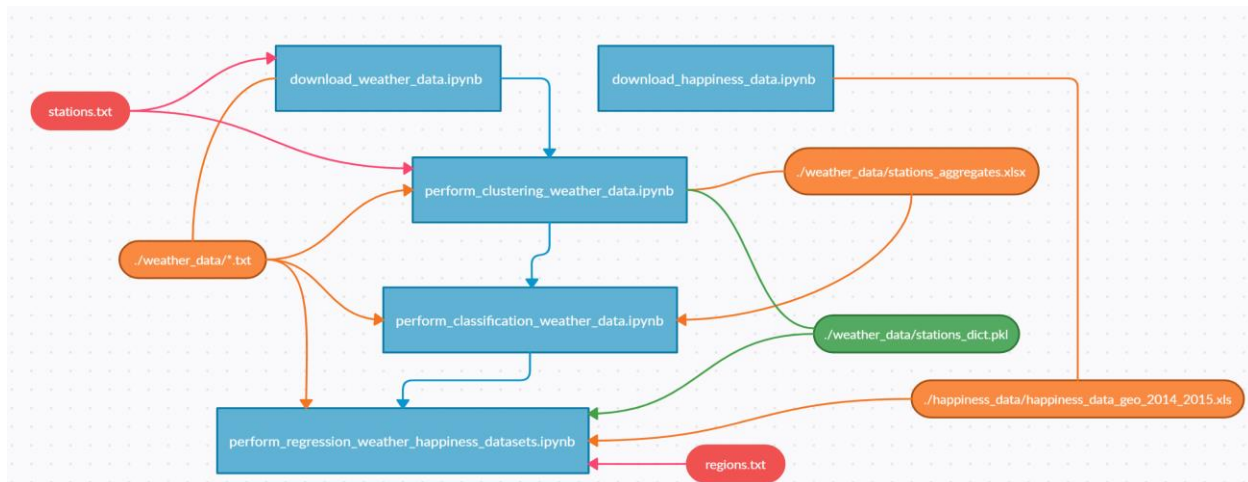 download_weather_data.ipynb
download_happiness_data.ipynb
stations.txt
perform_clustering_weather_data.ipynb
./weather_data/stations_aggregates.xlsx
./weather_data/*.txt
perform_classification_weather_data.ipynb
./weather_data/stations_dict.pkl
./happiness_data/happiness_data_geo_2014_2015.xls
perform_regression_weather_happiness_datasets.ipynb
regions.txt